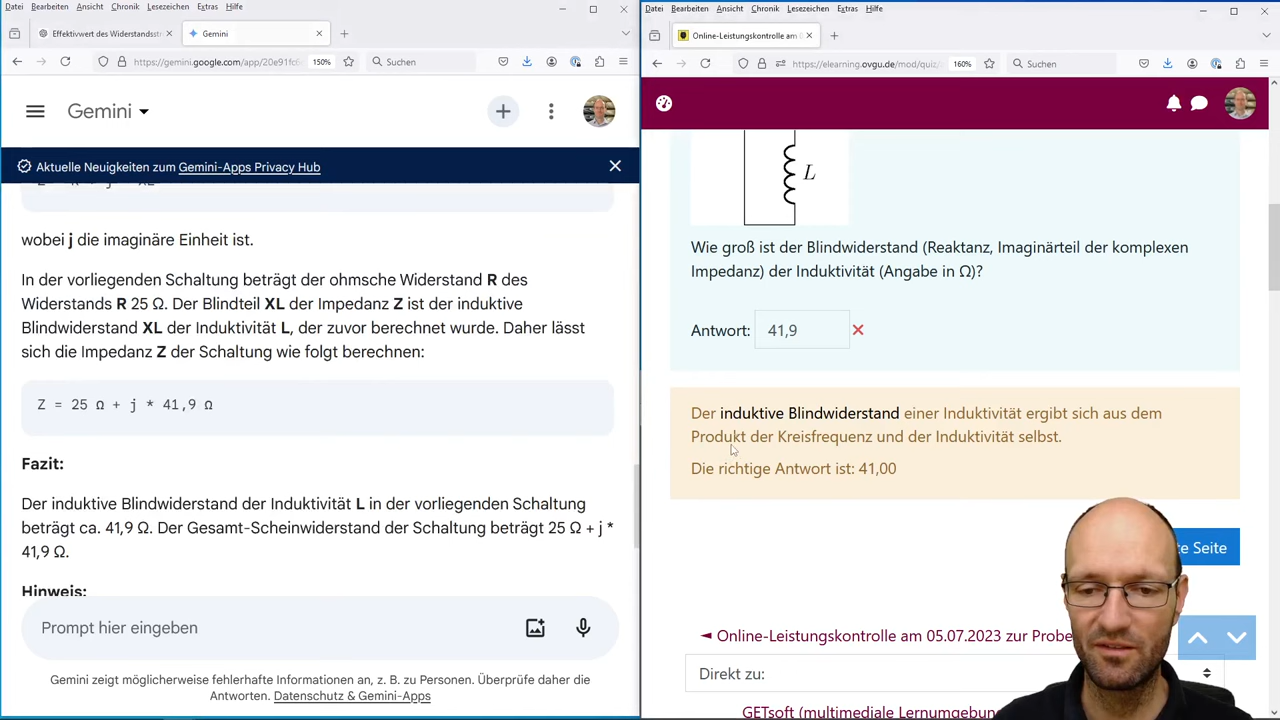 Datei Bearbeiten Ansicht Chronik Lesezeichen Extras Hilfe
Effektivwert des Widerstandsst
Gemini
https://gemini.google.com/app/20e91fc6
150%
Suchen
Gemini
Aktuelle Neuigkeiten zum Gemini-Apps Privacy Hub
wobei j die imaginäre Einheit ist.
In der vorliegenden Schaltung beträgt der ohmsche Widerstand R des
Widerstands R 25 Ω. Der Blindteil XL der Impedanz Z ist der induktive
Blindwiderstand XL der Induktivität L, der zuvor berechnet wurde. Daher lässt
sich die Impedanz Z der Schaltung wie folgt berechnen:
Z = 25 Ω + j * 41,9 Ω
Fazit:
Der induktive Blindwiderstand der Induktivität L in der vorliegenden Schaltung
beträgt ca. 41,9 Ω. Der Gesamt-Scheinwiderstand der Schaltung beträgt 25 Ω + j *
41,9 Ω.
Hinweis:
Prompt hier eingeben
Gemini zeigt möglicherweise fehlerhafte Informationen an, z. B. zu Personen. Überprüfe daher die
Antworten. Datenschutz & Gemini-Apps
Datei Bearbeiten Ansicht Chronik Lesezeichen Extras Hilfe
Online-Leistungskontrolle am 0
https://elearning.ovgu.de/mod/quiz/
160%
Suchen
L
Wie groß ist der Blindwiderstand (Reaktanz, Imaginärteil der komplexen
Impedanz) der Induktivität (Angabe in Ω)?
Antwort: 41,9
Der induktive Blindwiderstand einer Induktivität ergibt sich aus dem
Produkt der Kreisfrequenz und der Induktivität selbst.
Die richtige Antwort ist: 41,00
te Seite
◄ Online-Leistungskontrolle am 05.07.2023 zur Probe
Direkt zu:
GETsoft (multimediale Lernumgebung